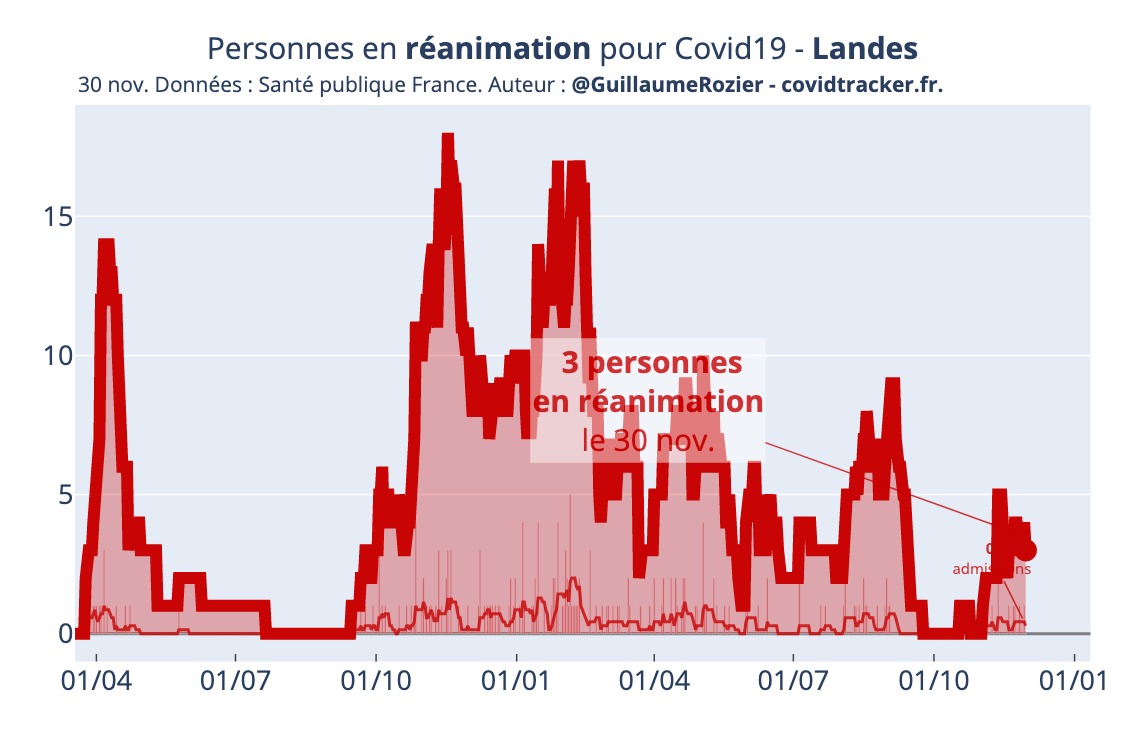 Personnes en réanimation pour Covid19 - Landes
30 nov. Données : Santé publique France. Auteur : @GuillaumeRozier - covidtracker.fr.
15
10
5
0
3 personnes
en réanimation
le 30 nov.
01/04
01/07
01/10
01/01
01/04
01/07
01/10
01/01